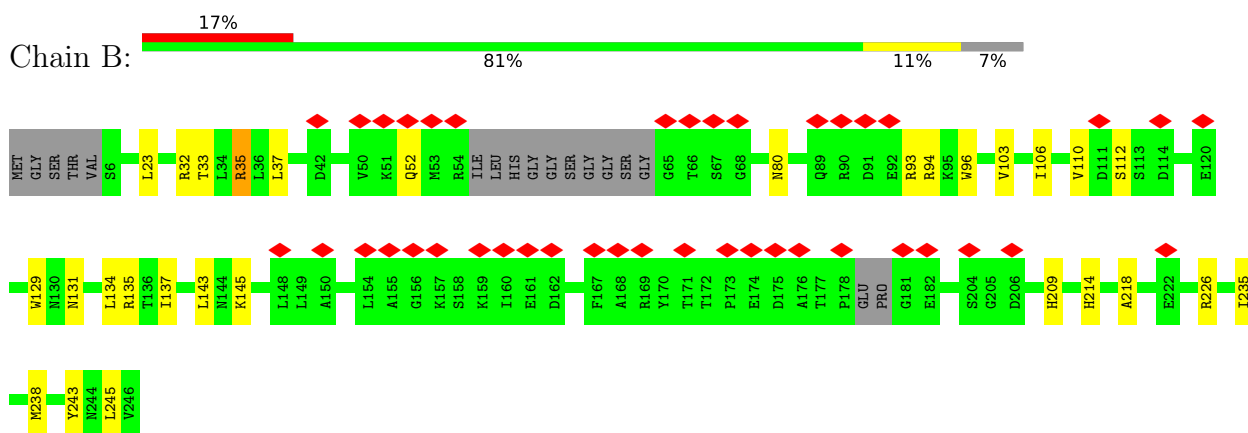 17%
Chain B:
81% 11% 7%
MET GLY SER THR VAL S6 L23 R32 T33 L34 R35 L36 L37 D42 V50 K51 Q52 M53 R54 ILE LEU HIS GLY GLY SER GLY GLY SER GLY G65 T66 S67 G68 N80 Q89 R90 D91 E92 R93 R94 K95 W96 V103 I106 V110 D111 S112 S113 D114 E120
W129 N130 N131 L134 R135 T136 I137 L143 N144 K145 L148 L149 A150 L154 A155 G156 K157 S158 K159 I160 E161 D162 F167 A168 R169 Y170 T171 T172 P173 E174 D175 A176 T177 P178 GLU PRO G181 E182 S204 G205 D206 H209 H214 A218 E222 R226 I235
M238 Y243 N244 L245 V246